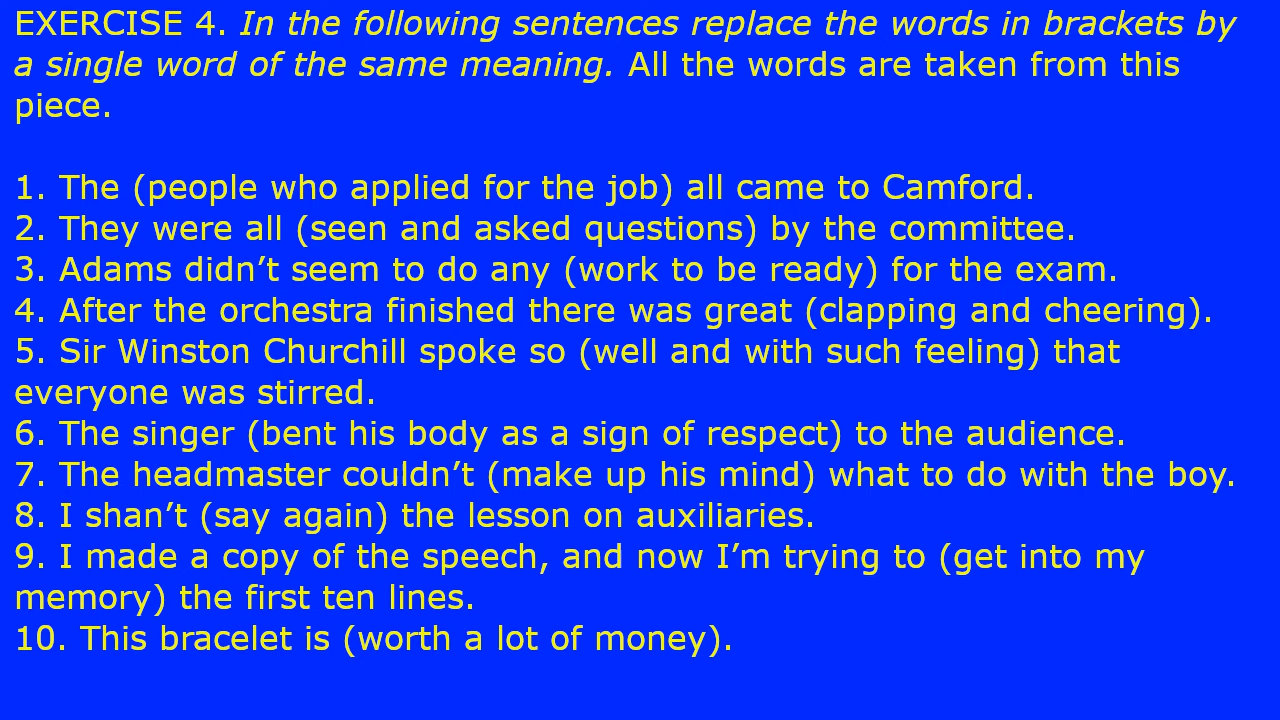 EXERCISE 4. In the following sentences replace the words in brackets by
a single word of the same meaning. All the words are taken from this
piece.
1. The (people who applied for the job) all came to Camford.
2. They were all (seen and asked questions) by the committee.
3. Adams didn’t seem to do any (work to be ready) for the exam.
4. After the orchestra finished there was great (clapping and cheering).
5. Sir Winston Churchill spoke so (well and with such feeling) that
everyone was stirred.
6. The singer (bent his body as a sign of respect) to the audience.
7. The headmaster couldn’t (make up his mind) what to do with the boy.
8. I shan’t (say again) the lesson on auxiliaries.
9. I made a copy of the speech, and now I’m trying to (get into my
memory) the first ten lines.
10. This bracelet is (worth a lot of money).